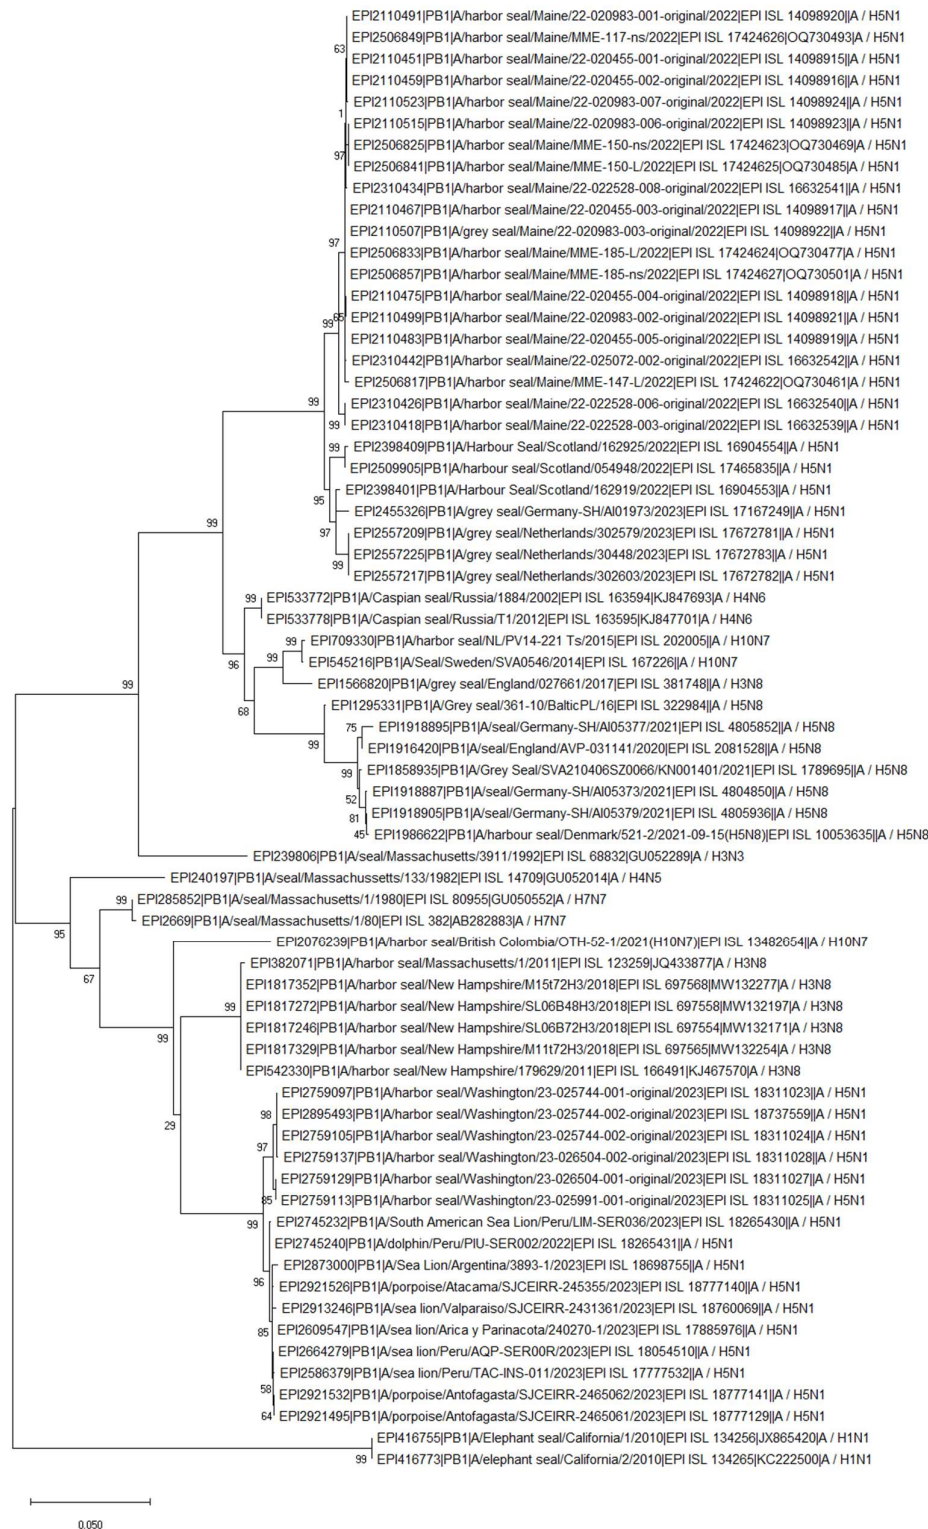 EPI2110491|PB1|A/harbor seal/Maine/22-020983-001-original/2022|EPI ISL 14098920||A / H5N1
EPI2506849|PB1|A/harbor seal/Maine/MME-117-ns/2022|EPI ISL 17424626|OQ730493|A / H5N1
63
EPI2110451|PB1|A/harbor seal/Maine/22-020455-001-original/2022|EPI ISL 14098915||A / H5N1
EPI2110459|PB1|A/harbor seal/Maine/22-020455-002-original/2022|EPI ISL 14098916||A / H5N1
EPI2110523|PB1|A/harbor seal/Maine/22-020983-007-original/2022|EPI ISL 14098924||A / H5N1
1
EPI2110515|PB1|A/harbor seal/Maine/22-020983-006-original/2022|EPI ISL 14098923||A / H5N1
EPI2506825|PB1|A/harbor seal/Maine/MME-150-ns/2022|EPI ISL 17424623|OQ730469|A / H5N1
97
EPI2506841|PB1|A/harbor seal/Maine/MME-150-L/2022|EPI ISL 17424625|OQ730485|A / H5N1
EPI2310434|PB1|A/harbor seal/Maine/22-022528-008-original/2022|EPI ISL 16632541||A / H5N1
EPI2110467|PB1|A/harbor seal/Maine/22-020455-003-original/2022|EPI ISL 14098917||A / H5N1
EPI2110507|PB1|A/grey seal/Maine/22-020983-003-original/2022|EPI ISL 14098922||A / H5N1
97
EPI2506833|PB1|A/harbor seal/Maine/MME-185-L/2022|EPI ISL 17424624|OQ730477|A / H5N1
EPI2506857|PB1|A/harbor seal/Maine/MME-185-ns/2022|EPI ISL 17424627|OQ730501|A / H5N1
EPI2110475|PB1|A/harbor seal/Maine/22-020455-004-original/2022|EPI ISL 14098918||A / H5N1
65
EPI2110499|PB1|A/harbor seal/Maine/22-020983-002-original/2022|EPI ISL 14098921||A / H5N1
99
EPI2110483|PB1|A/harbor seal/Maine/22-020455-005-original/2022|EPI ISL 14098919||A / H5N1
EPI2310442|PB1|A/harbor seal/Maine/22-025072-002-original/2022|EPI ISL 16632542||A / H5N1
EPI2506817|PB1|A/harbor seal/Maine/MME-147-L/2022|EPI ISL 17424622|OQ730461|A / H5N1
99
EPI2310426|PB1|A/harbor seal/Maine/22-022528-006-original/2022|EPI ISL 16632540||A / H5N1
99
EPI2310418|PB1|A/harbor seal/Maine/22-022528-003-original/2022|EPI ISL 16632539||A / H5N1
99
EPI2398409|PB1|A/Harbour Seal/Scotland/162925/2022|EPI ISL 16904554||A / H5N1
EPI2509905|PB1|A/harbour seal/Scotland/054948/2022|EPI ISL 17465835||A / H5N1
EPI2398401|PB1|A/Harbour Seal/Scotland/162919/2022|EPI ISL 16904553||A / H5N1
95
EPI2455326|PB1|A/grey seal/Germany-SH/AI01973/2023|EPI ISL 17167249||A / H5N1
99
97
EPI2557209|PB1|A/grey seal/Netherlands/302579/2023|EPI ISL 17672781||A / H5N1
EPI2557225|PB1|A/grey seal/Netherlands/30448/2023|EPI ISL 17672783||A / H5N1
99
EPI2557217|PB1|A/grey seal/Netherlands/302603/2023|EPI ISL 17672782||A / H5N1
99
EPI533772|PB1|A/Caspian seal/Russia/1884/2002|EPI ISL 163594|KJ847693|A / H4N6
EPI533778|PB1|A/Caspian seal/Russia/T1/2012|EPI ISL 163595|KJ847701|A / H4N6
99
EPI709330|PB1|A/harbor seal/NL/PV14-221 Ts/2015|EPI ISL 202005||A / H10N7
99
96
EPI545216|PB1|A/Seal/Sweden/SVA0546/2014|EPI ISL 167226||A / H10N7
99
EPI1566820|PB1|A/grey seal/England/027661/2017|EPI ISL 381748||A / H3N8
68
EPI1295331|PB1|A/Grey seal/361-10/BalticPL/16|EPI ISL 322984||A / H5N8
75
EPI1918895|PB1|A/seal/Germany-SH/AI05377/2021|EPI ISL 4805852||A / H5N8
99
EPI1916420|PB1|A/seal/England/AVP-031141/2020|EPI ISL 2081528||A / H5N8
99
EPI1858935|PB1|A/Grey Seal/SVA210406SZ0066/KN001401/2021|EPI ISL 1789695||A / H5N8
EPI1918887|PB1|A/seal/Germany-SH/AI05373/2021|EPI ISL 4804850||A / H5N8
52
EPI1918905|PB1|A/seal/Germany-SH/AI05379/2021|EPI ISL 4805936||A / H5N8
81
45
EPI1986622|PB1|A/harbour seal/Denmark/521-2/2021-09-15(H5N8)|EPI ISL 10053635||A / H5N8
EPI239806|PB1|A/seal/Massachusetts/3911/1992|EPI ISL 68832|GU052289|A / H3N3
EPI240197|PB1|A/seal/Massachussetts/133/1982|EPI ISL 14709|GU052014|A / H4N5
99
EPI285852|PB1|A/seal/Massachusetts/1/1980|EPI ISL 80955|GU050552|A / H7N7
EPI2669|PB1|A/seal/Massachusetts/1/80|EPI ISL 382|AB282883|A / H7N7
95
EPI2076239|PB1|A/harbor seal/British Colombia/OTH-52-1/2021(H10N7)|EPI ISL 13482654||A / H10N7
EPI382071|PB1|A/harbor seal/Massachusetts/1/2011|EPI ISL 123259|JQ433877|A / H3N8
67
EPI1817352|PB1|A/harbor seal/New Hampshire/M15t72H3/2018|EPI ISL 697568|MW132277|A / H3N8
99
EPI1817272|PB1|A/harbor seal/New Hampshire/SL06B48H3/2018|EPI ISL 697558|MW132197|A / H3N8
EPI1817246|PB1|A/harbor seal/New Hampshire/SL06B72H3/2018|EPI ISL 697554|MW132171|A / H3N8
99
EPI1817329|PB1|A/harbor seal/New Hampshire/M11t72H3/2018|EPI ISL 697565|MW132254|A / H3N8
EPI542330|PB1|A/harbor seal/New Hampshire/179629/2011|EPI ISL 166491|KJ467570|A / H3N8
EPI2759097|PB1|A/harbor seal/Washington/23-025744-001-original/2023|EPI ISL 18311023||A / H5N1
98
EPI2895493|PB1|A/harbor seal/Washington/23-025744-002-original/2023|EPI ISL 18737559||A / H5N1
29
EPI2759105|PB1|A/harbor seal/Washington/23-025744-002-original/2023|EPI ISL 18311024||A / H5N1
97
EPI2759137|PB1|A/harbor seal/Washington/23-026504-002-original/2023|EPI ISL 18311028||A / H5N1
EPI2759129|PB1|A/harbor seal/Washington/23-026504-001-original/2023|EPI ISL 18311027||A / H5N1
85
EPI2759113|PB1|A/harbor seal/Washington/23-025991-001-original/2023|EPI ISL 18311025||A / H5N1
99
EPI2745232|PB1|A/South American Sea Lion/Peru/LIM-SER036/2023|EPI ISL 18265430||A / H5N1
EPI2745240|PB1|A/dolphin/Peru/PIU-SER002/2022|EPI ISL 18265431||A / H5N1
EPI2873000|PB1|A/Sea Lion/Argentina/3893-1/2023|EPI ISL 18698755||A / H5N1
96
EPI2921526|PB1|A/porpoise/Atacama/SJCEIRR-245355/2023|EPI ISL 18777140||A / H5N1
EPI2913246|PB1|A/sea lion/Valparaiso/SJCEIRR-2431361/2023|EPI ISL 18760069||A / H5N1
85
EPI2609547|PB1|A/sea lion/Arica y Parinacota/240270-1/2023|EPI ISL 17885976||A / H5N1
EPI2664279|PB1|A/sea lion/Peru/AQP-SER00R/2023|EPI ISL 18054510||A / H5N1
EPI2586379|PB1|A/sea lion/Peru/TAC-INS-011/2023|EPI ISL 17777532||A / H5N1
58
EPI2921532|PB1|A/porpoise/Antofagasta/SJCEIRR-2465062/2023|EPI ISL 18777141||A / H5N1
64
EPI2921495|PB1|A/porpoise/Antofagasta/SJCEIRR-2465061/2023|EPI ISL 18777129||A / H5N1
EPI416755|PB1|A/Elephant seal/California/1/2010|EPI ISL 134256|JX865420|A / H1N1
99
EPI416773|PB1|A/elephant seal/California/2/2010|EPI ISL 134265|KC222500|A / H1N1
0.050